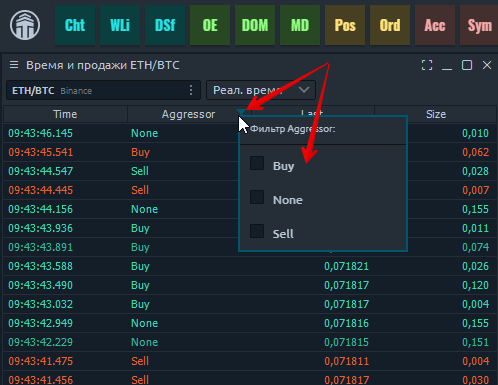 Cht WLi DSf OE DOM MD Pos Ord Acc Sym
Время и продажи ETH/BTC
ETH/BTC Binance Реал. время
Time Aggressor Last Size
Фильтр Aggressor:
Buy
None
Sell
09:43:46.145 None 0,010
09:43:45.541 Buy 0,062
09:43:44.547 Sell 0,028
09:43:44.445 Sell 0,007
09:43:44.156 None 0,155
09:43:43.936 Buy 0,011
09:43:43.891 Buy 0,074
09:43:43.588 Buy 0,071821 0,026
09:43:43.490 Buy 0,071817 0,120
09:43:43.032 Buy 0,071817 0,004
09:43:42.949 None 0,071816 0,155
09:43:42.229 None 0,071815 0,151
09:43:41.475 Sell 0,071811 0,004
09:43:41.456 Sell 0,071817 0,030